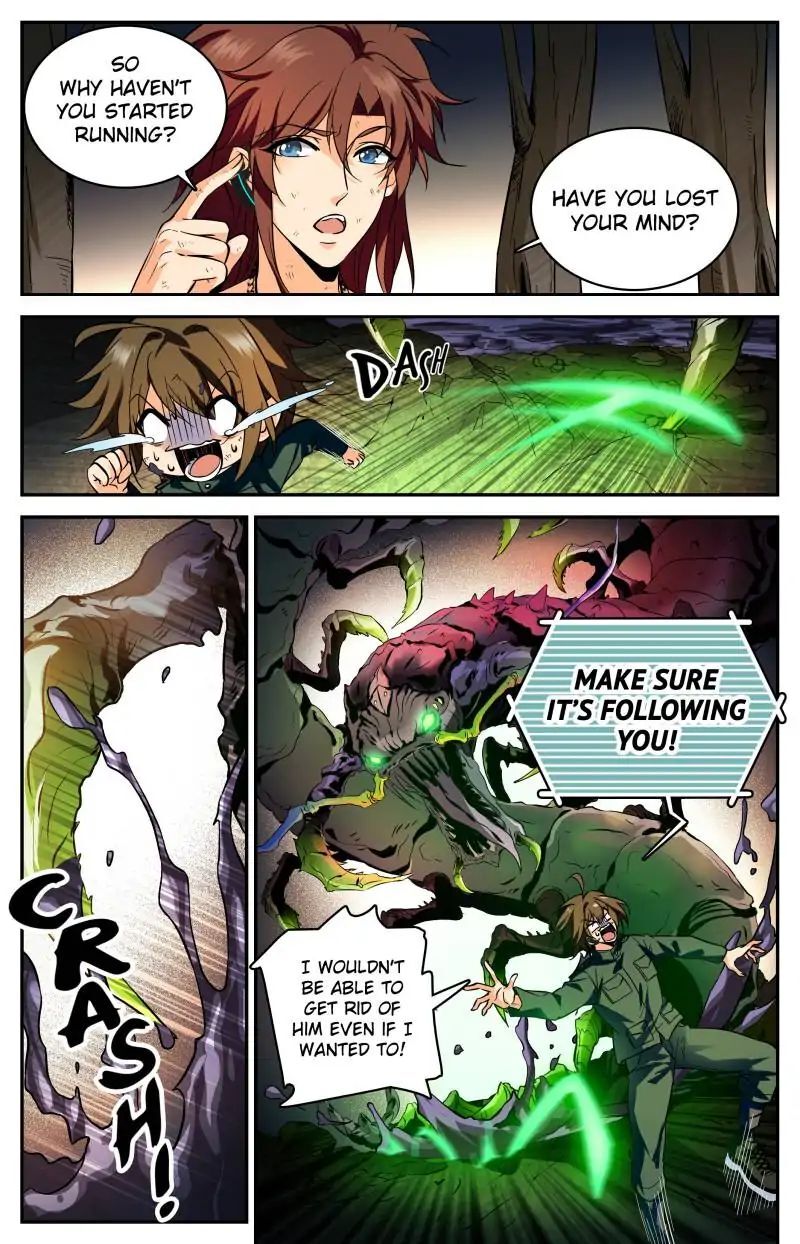 SO
WHY HAVEN'T
YOU STARTED
RUNNING?
HAVE YOU LOST
YOUR MIND?
DASH
CRASH!
MAKE SURE
IT'S FOLLOWING
YOU!
I WOULDN'T
BE ABLE TO
GET RID OF
HIM EVEN IF I
WANTED TO!